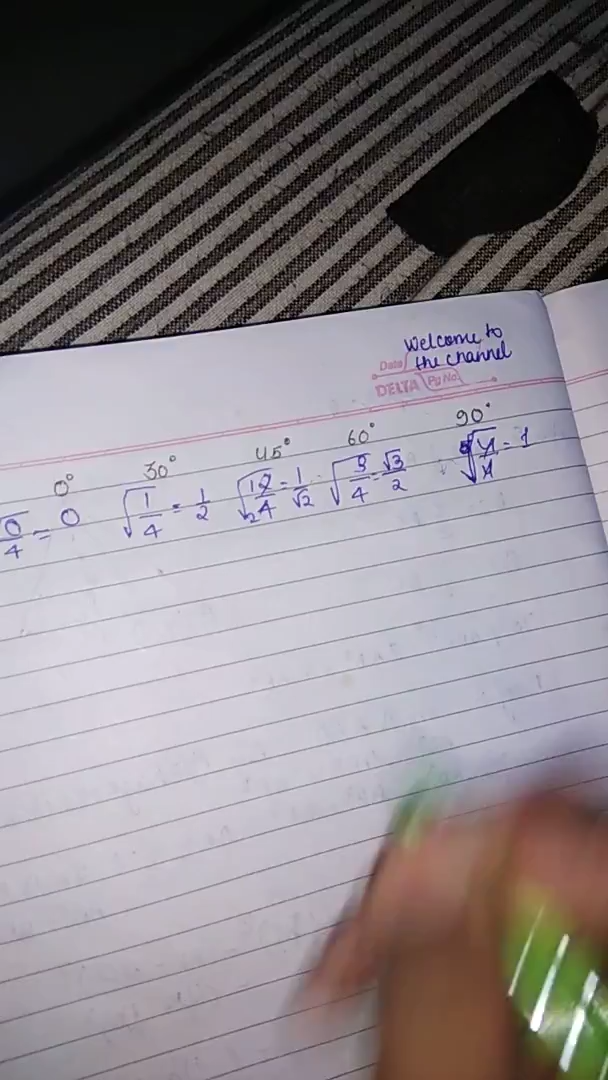 Welcome to
Date the channel
DELTA Pg No.
0° 30° 45° 60° 90°
√0/4 = 0 √1/4 = 1/2 √2/4 = 1/√2 √3/4 = √3/2 √4/4 = 1